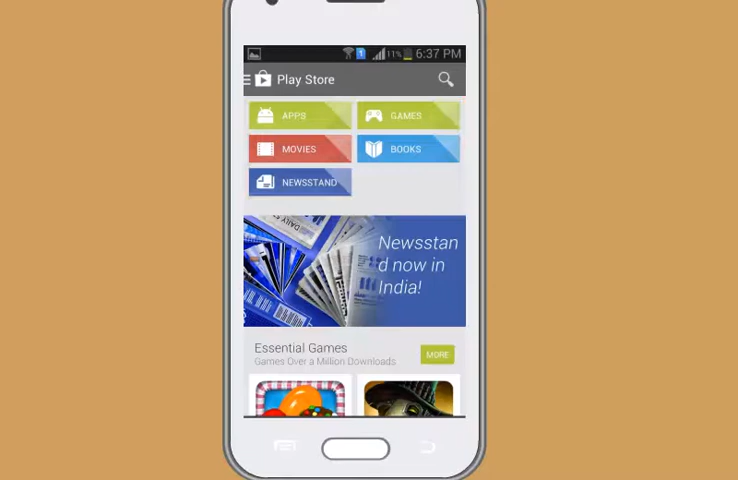 11% 6:37 PM
Play Store
APPS
GAMES
MOVIES
BOOKS
NEWSSTAND
Newsstan
d now in
India!
Essential Games
Games Over a Million Downloads
MORE